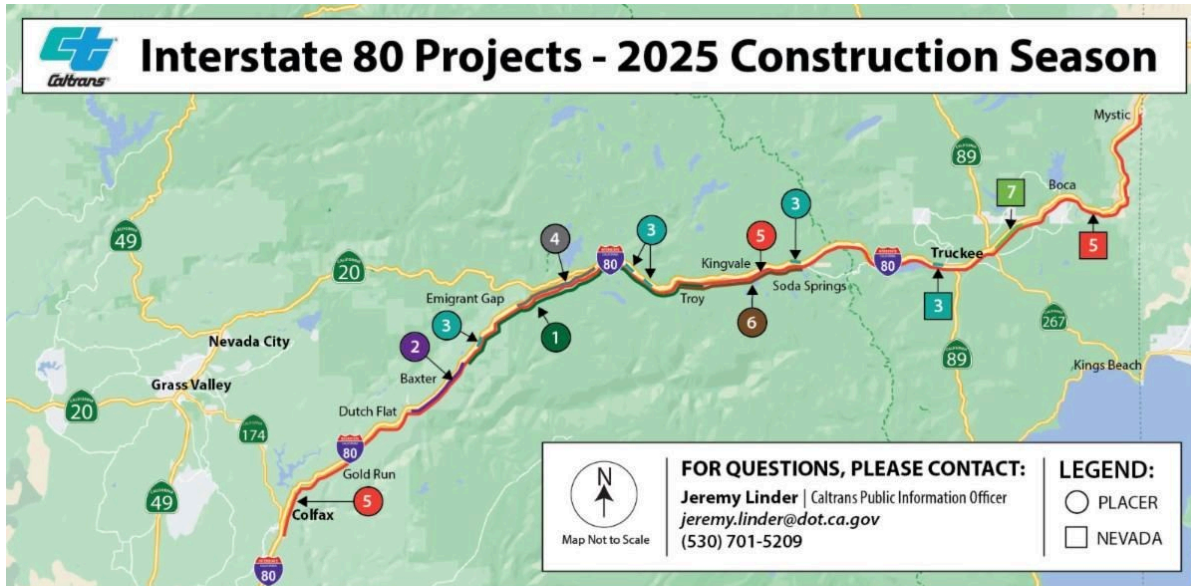 Caltrans
Interstate 80 Projects - 2025 Construction Season
Mystic
89
7
Boca
3
49
4
3
5
5
Kingvale
80
80
Truckee
20
Soda Springs
Troy
3
Emigrant Gap
6
267
3
1
Nevada City
2
89
Kings Beach
Baxter
Grass Valley
20
Dutch Flat
174
80
Gold Run
49
5
Colfax
80
N
Map Not to Scale
FOR QUESTIONS, PLEASE CONTACT:
Jeremy Linder | Caltrans Public Information Officer
jeremy.linder@dot.ca.gov
(530) 701-5209
LEGEND:
PLACER
NEVADA